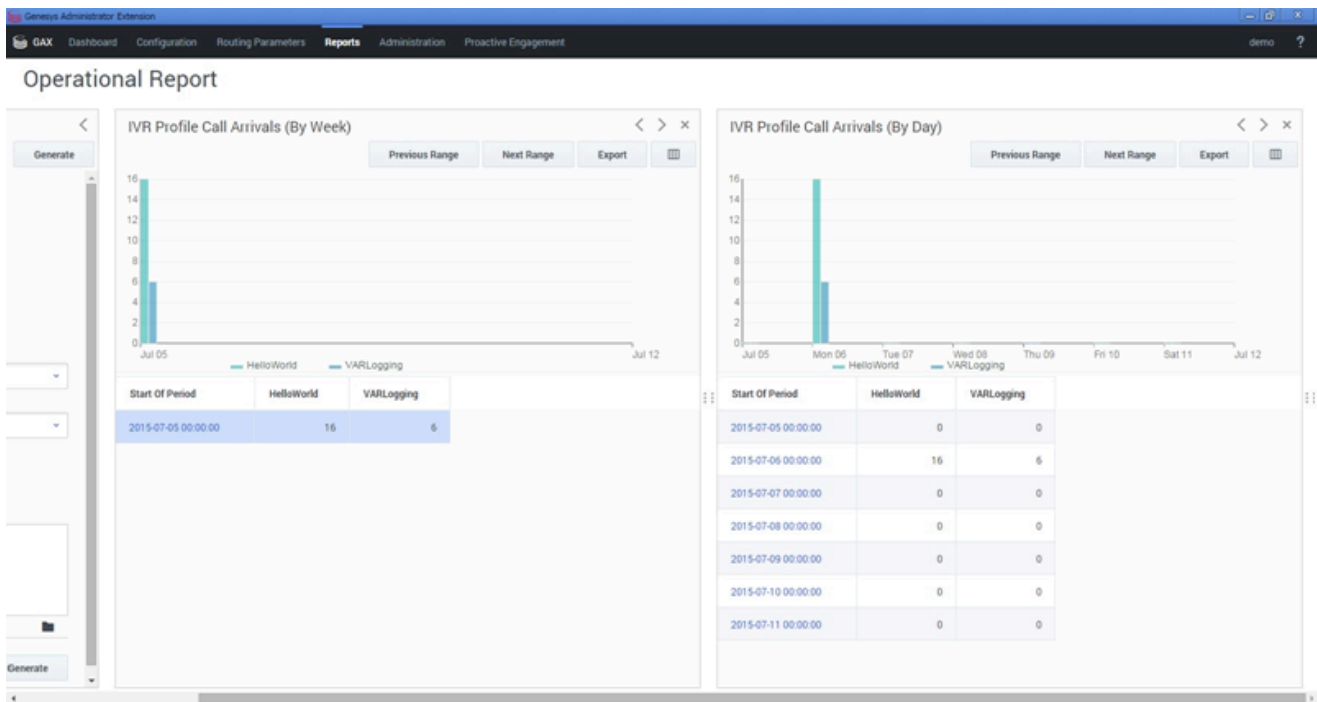 Genesys Administrator Extension
GAX Dashboard Configuration Routing Parameters Reports Administration Proactive Engagement demo ?
Operational Report
Generate
Generate
IVR Profile Call Arrivals (By Week)
Previous Range Next Range Export
16
14
12
10
8
6
4
2
0
Jul 05 Jul 12
HelloWorld VARLogging
Start Of Period HelloWorld VARLogging
2015-07-05 00:00:00 16 6
IVR Profile Call Arrivals (By Day)
Previous Range Next Range Export
16
14
12
10
8
6
4
2
0
Jul 05 Mon 06 Tue 07 Wed 08 Thu 09 Fri 10 Sat 11 Jul 12
HelloWorld VARLogging
Start Of Period HelloWorld VARLogging
2015-07-05 00:00:00 0 0
2015-07-06 00:00:00 16 6
2015-07-07 00:00:00 0 0
2015-07-08 00:00:00 0 0
2015-07-09 00:00:00 0 0
2015-07-10 00:00:00 0 0
2015-07-11 00:00:00 0 0